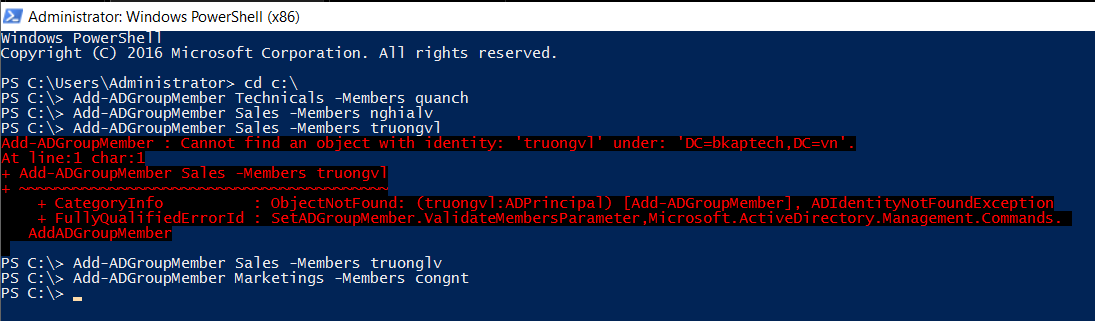 Administrator: Windows PowerShell (x86)
Windows PowerShell
Copyright (C) 2016 Microsoft Corporation. All rights reserved.
PS C:\Users\Administrator> cd c:\
PS C:\> Add-ADGroupMember Technicals -Members quanch
PS C:\> Add-ADGroupMember Sales -Members nghialv
PS C:\> Add-ADGroupMember Sales -Members truongvl
Add-ADGroupMember : Cannot find an object with identity: 'truongvl' under: 'DC=bkaptech,DC=vn'.
At line:1 char:1
+ Add-ADGroupMember Sales -Members truongvl
+ ~~~~~~~~~~~~~~~~~~~~~~~~~~~~~~~~~~~~~~~~~
    + CategoryInfo          : ObjectNotFound: (truongvl:ADPrincipal) [Add-ADGroupMember], ADIdentityNotFoundException
    + FullyQualifiedErrorId : SetADGroupMember.ValidateMembersParameter,Microsoft.ActiveDirectory.Management.Commands.
   AddADGroupMember
PS C:\> Add-ADGroupMember Sales -Members truonglv
PS C:\> Add-ADGroupMember Marketings -Members congnt
PS C:\>